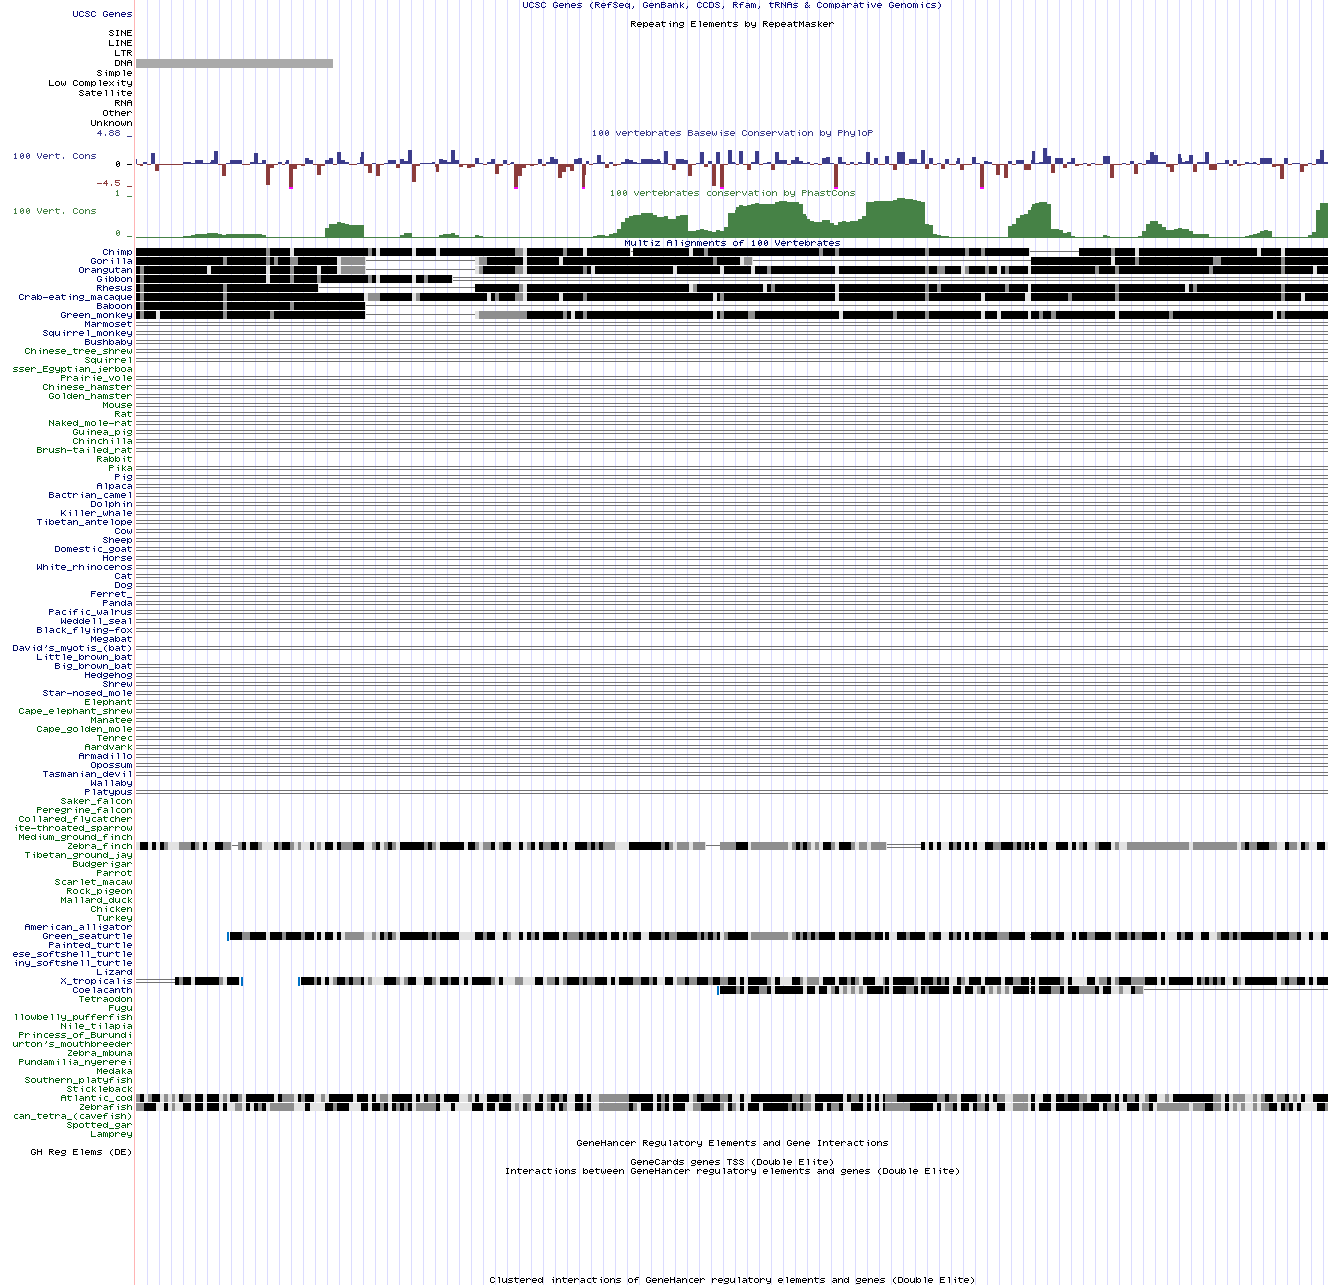 UCSC Genes (RefSeq, GenBank, CCDS, Rfam, tRNAs & Comparative Genomics)
UCSC Genes
Repeating Elements by RepeatMasker
SINE
LINE
LTR
DNA
Simple
Low Complexity
Satellite
RNA
Other
Unknown
4.88 _
100 vertebrates Basewise Conservation by PhyloP
100 Vert. Cons
0 -
-4.5 _
100 vertebrates conservation by PhastCons
1 _
100 Vert. Cons
0 _
Multiz Alignments of 100 Vertebrates
Chimp
Gorilla
Orangutan
Gibbon
Rhesus
Crab-eating_macaque
Baboon
Green_monkey
Marmoset
Squirrel_monkey
Bushbaby
Chinese_tree_shrew
Squirrel
sser_Egyptian_jerboa
Prairie_vole
Chinese_hamster
Golden_hamster
Mouse
Rat
Naked_mole-rat
Guinea_pig
Chinchilla
Brush-tailed_rat
Rabbit
Pika
Pig
Alpaca
Bactrian_camel
Dolphin
Killer_whale
Tibetan_antelope
Cow
Sheep
Domestic_goat
Horse
White_rhinoceros
Cat
Dog
Ferret_
Panda
Pacific_walrus
Weddell_seal
Black_flying-fox
Megabat
David's_myotis_(bat)
Little_brown_bat
Big_brown_bat
Hedgehog
Shrew
Star-nosed_mole
Elephant
Cape_elephant_shrew
Manatee
Cape_golden_mole
Tenrec
Aardvark
Armadillo
Opossum
Tasmanian_devil
Wallaby
Platypus
Saker_falcon
Peregrine_falcon
Collared_flycatcher
ite-throated_sparrow
Medium_ground_finch
Zebra_finch
Tibetan_ground_jay
Budgerigar
Parrot
Scarlet_macaw
Rock_pigeon
Mallard_duck
Chicken
Turkey
American_alligator
Green_seaturtle
Painted_turtle
ese_softshell_turtle
iny_softshell_turtle
Lizard
X_tropicalis
Coelacanth
Tetraodon
Fugu
llowbelly_pufferfish
Nile_tilapia
Princess_of_Burundi
urton's_mouthbreeder
Zebra_mbuna
Pundamilia_nyererei
Medaka
Southern_platyfish
Stickleback
Atlantic_cod
Zebrafish
can_tetra_(cavefish)
Spotted_gar
Lamprey
GeneHancer Regulatory Elements and Gene Interactions
GH Reg Elems (DE)
GeneCards genes TSS (Double Elite)
Interactions between GeneHancer regulatory elements and genes (Double Elite)
Clustered interactions of GeneHancer regulatory elements and genes (Double Elite)